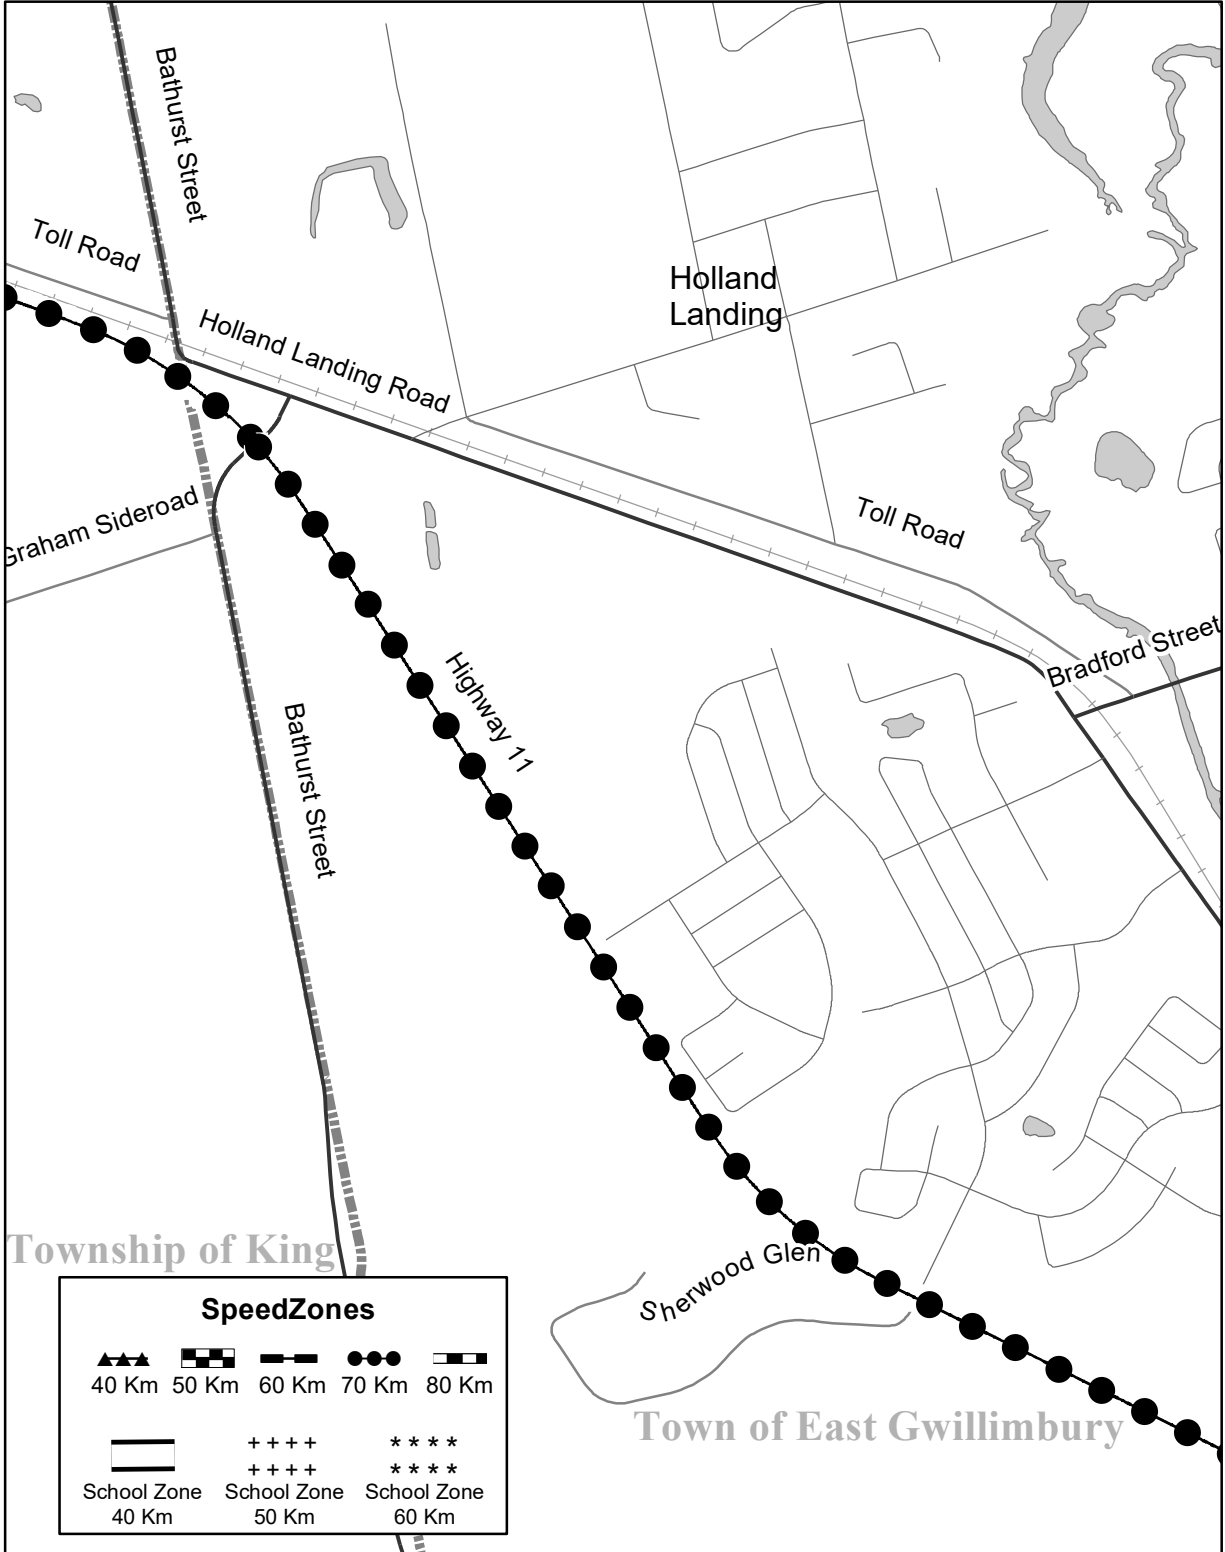 Bathurst Street
Toll Road
Holland Landing Road
Holland
Landing
Graham Sideroad
Toll Road
Bradford Street
Highway 11
Bathurst Street
Township of King
Sherwood Glen
Town of East Gwillimbury
SpeedZones
40 Km 50 Km 60 Km 70 Km 80 Km
++++ ****
++++ ****
School Zone School Zone School Zone
40 Km 50 Km 60 Km